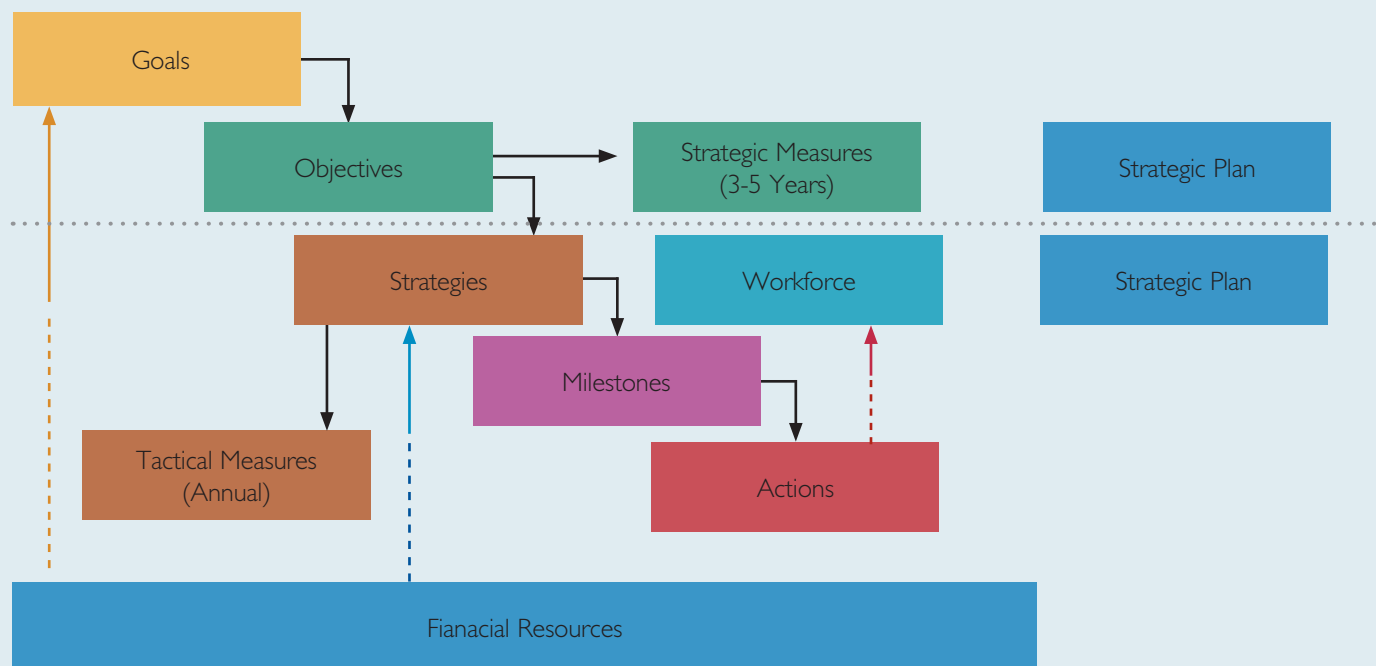 Goals
Objectives
Strategic Measures
(3-5 Years)
Strategic Plan
Strategies
Workforce
Strategic Plan
Milestones
Tactical Measures
(Annual)
Actions
Fianacial Resources